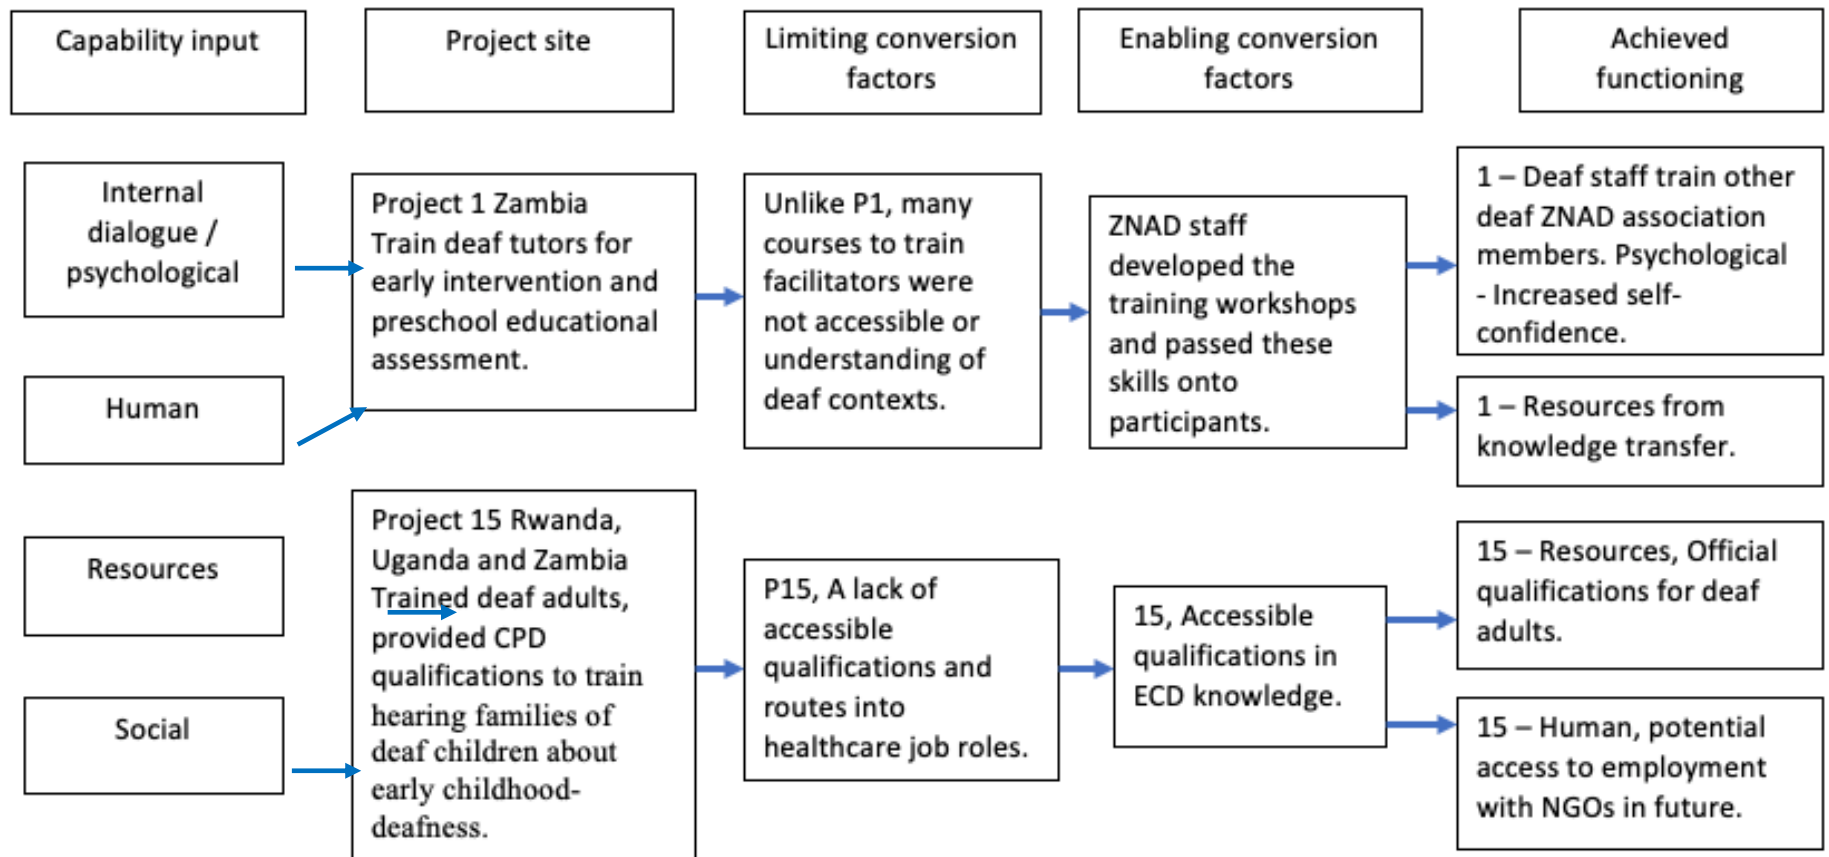 Capability input
Project site
Limiting conversion
factors
Enabling conversion
factors
Achieved
functioning
Internal
dialogue /
psychological
Human
Resources
Social
Project 1 Zambia
Train deaf tutors for
early intervention and
preschool educational
assessment.
Unlike P1, many
courses to train
facilitators were
not accessible or
understanding of
deaf contexts.
ZNAD staff
developed the
training workshops
and passed these
skills onto
participants.
1 – Deaf staff train other
deaf ZNAD association
members. Psychological
- Increased self-
confidence.
1 – Resources from
knowledge transfer.
Project 15 Rwanda,
Uganda and Zambia
Trained deaf adults,
provided CPD
qualifications to train
hearing families of
deaf children about
early childhood-
deafness.
P15, A lack of
accessible
qualifications and
routes into
healthcare job roles.
15, Accessible
qualifications in
ECD knowledge.
15 – Resources, Official
qualifications for deaf
adults.
15 – Human, potential
access to employment
with NGOs in future.